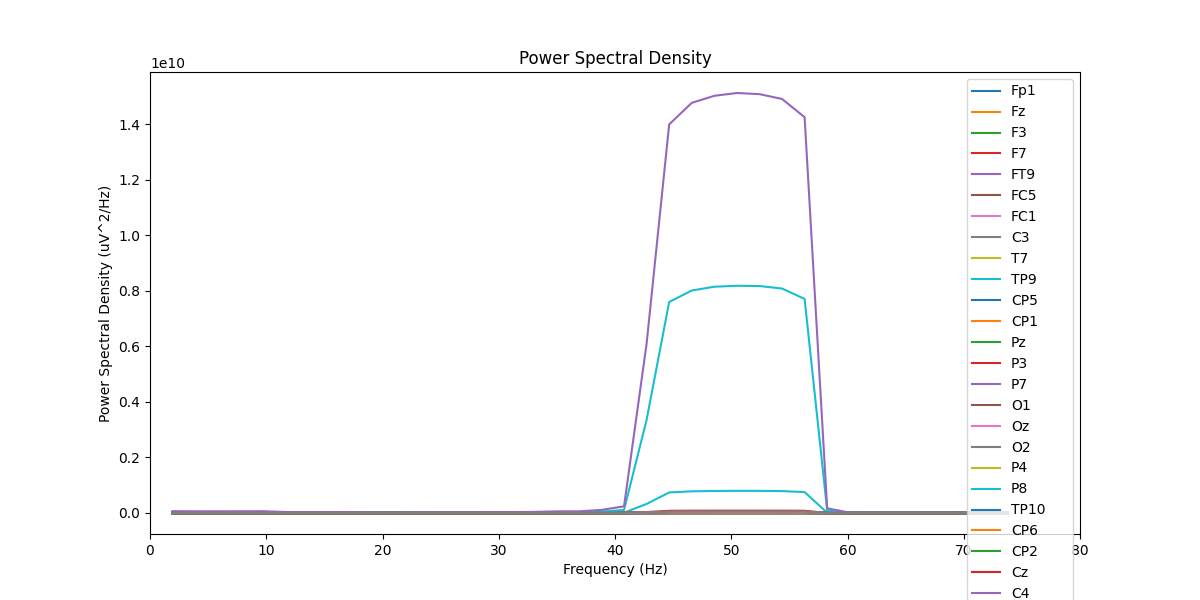 Power Spectral Density
1e10
1.4
1.2
1.0
0.8
0.6
0.4
0.2
0.0
Power Spectral Density (uV^2/Hz)
0
10
20
30
40
50
60
70
80
Frequency (Hz)
Fp1
Fz
F3
F7
FT9
FC5
FC1
C3
T7
TP9
CP5
CP1
Pz
P3
P7
O1
Oz
O2
P4
P8
TP10
CP6
CP2
Cz
C4